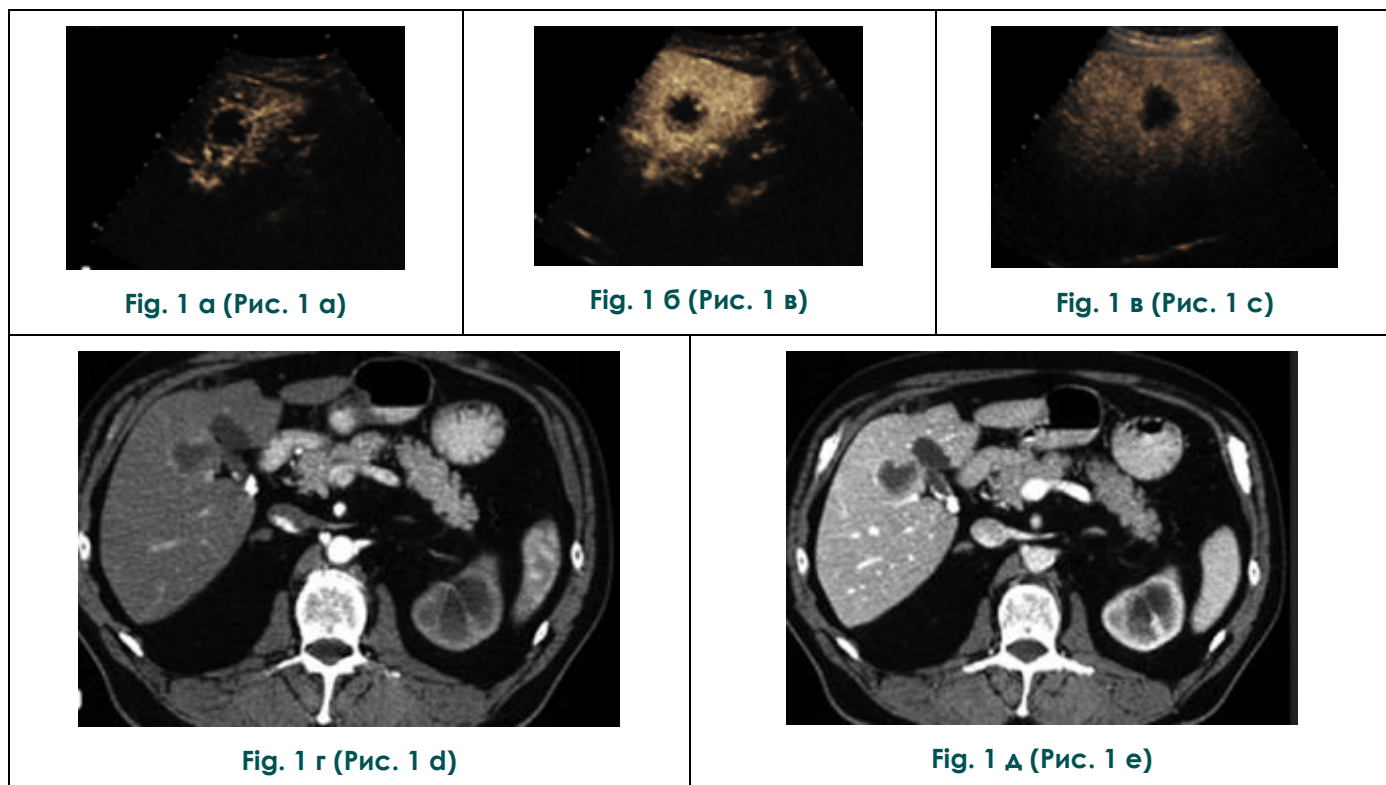 Fig. 1 а (Рис. 1 а)
Fig. 1 б (Рис. 1 в)
Fig. 1 в (Рис. 1 с)
Fig. 1 г (Рис. 1 d)
Fig. 1 д (Рис. 1 е)